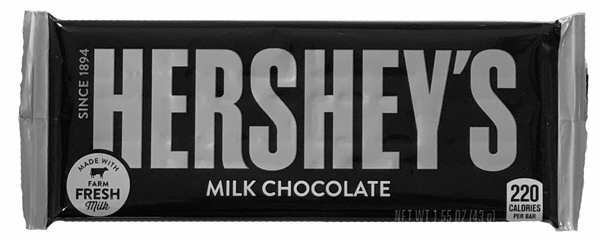 SINCE 1894
HERSHEY'S
MADE WITH
FARM
FRESH
Milk
MILK CHOCOLATE
220
CALORIES
PER BAR
NET WT 1.55 OZ (43 g)